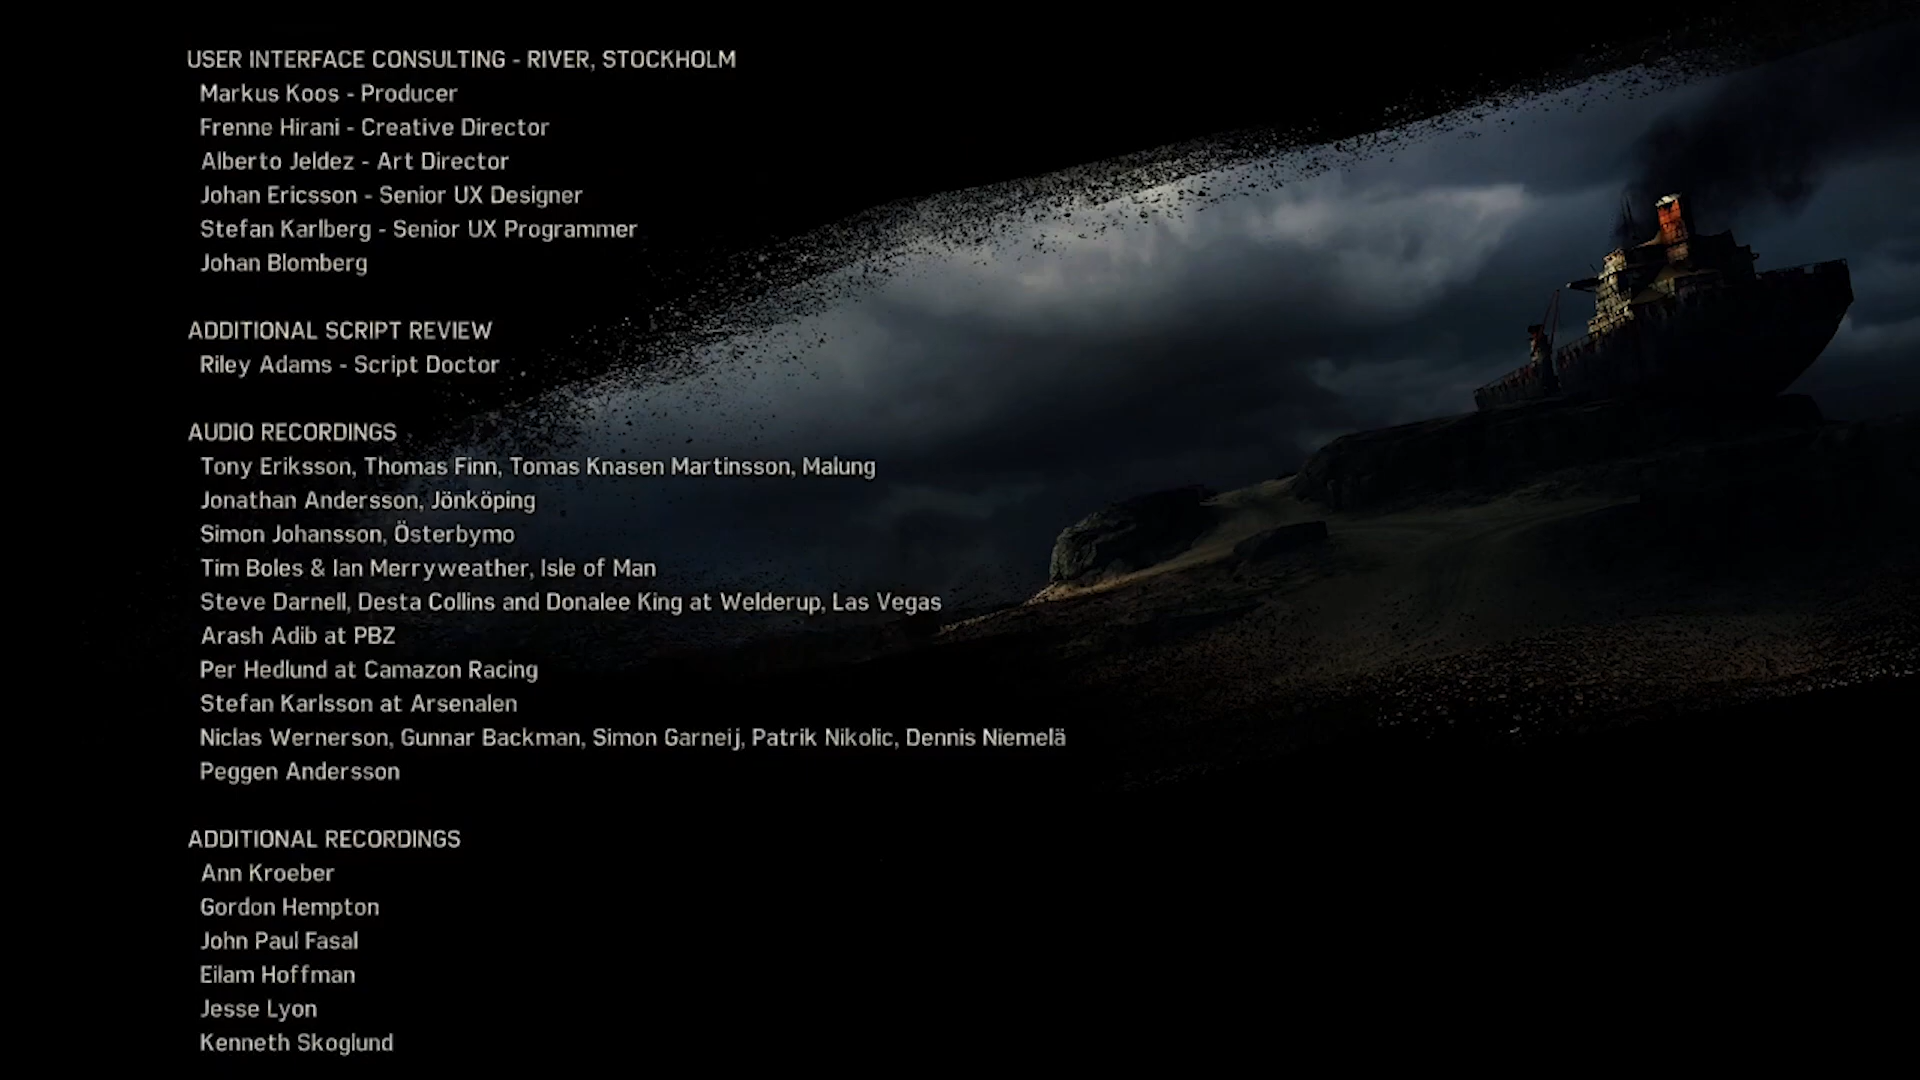 USER INTERFACE CONSULTING - RIVER, STOCKHOLM
Markus Koos - Producer
Frenne Hirani - Creative Director
Alberto Jeldez - Art Director
Johan Ericsson - Senior UX Designer
Stefan Karlberg - Senior UX Programmer
Johan Blomberg
ADDITIONAL SCRIPT REVIEW
Riley Adams - Script Doctor
AUDIO RECORDINGS
Tony Eriksson, Thomas Finn, Tomas Knasen Martinsson, Malung
Jonathan Andersson, Jönköping
Simon Johansson, Österbymo
Tim Boles & Ian Merryweather, Isle of Man
Steve Darnell, Desta Collins and Donalee King at Welderup, Las Vegas
Arash Adib at PBZ
Per Hedlund at Camazon Racing
Stefan Karlsson at Arsenalen
Niclas Wernerson, Gunnar Backman, Simon Garneij, Patrik Nikolic, Dennis Niemelä
Peggen Andersson
ADDITIONAL RECORDINGS
Ann Kroeber
Gordon Hempton
John Paul Fasal
Eilam Hoffman
Jesse Lyon
Kenneth Skoglund